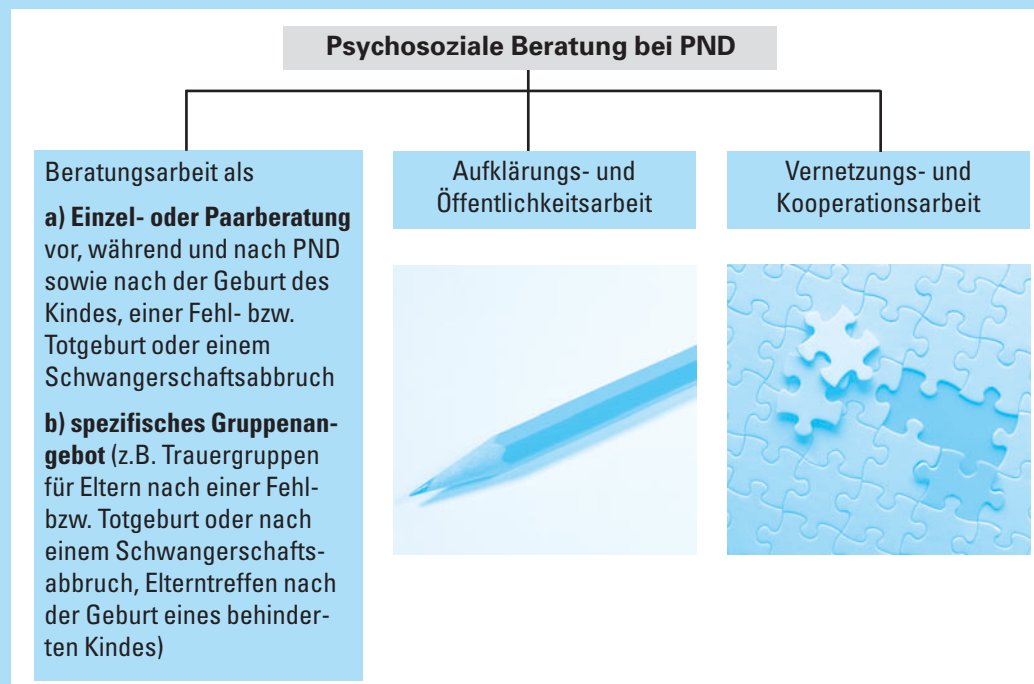 Psychosoziale Beratung bei PND
Beratungsarbeit als
a) Einzel- oder Paarberatung
vor, während und nach PND
sowie nach der Geburt des
Kindes, einer Fehl- bzw.
Totgeburt oder einem
Schwangerschaftsabbruch
b) spezifisches Gruppenan-
gebot (z.B. Trauergruppen
für Eltern nach einer Fehl-
bzw. Totgeburt oder nach
einem Schwangerschafts-
abbruch, Elterntreffen nach
der Geburt eines behinder-
ten Kindes)
Aufklärungs- und
Öffentlichkeitsarbeit
Vernetzungs- und
Kooperationsarbeit